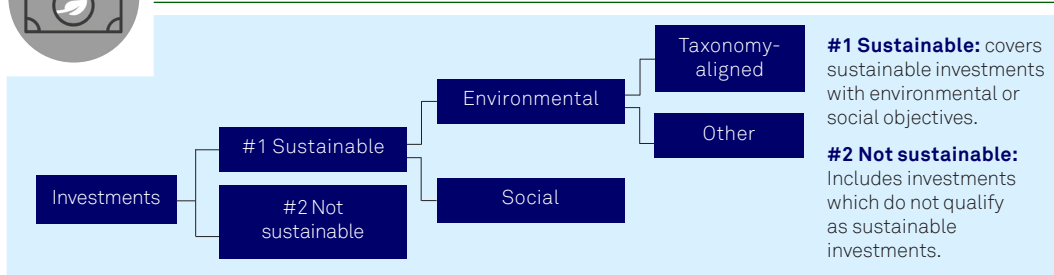 Investments
#1 Sustainable
#2 Not
sustainable
Environmental
Social
Taxonomy-
aligned
Other
#1 Sustainable: covers
sustainable investments
with environmental or
social objectives.
#2 Not sustainable:
Includes investments
which do not qualify
as sustainable
investments.